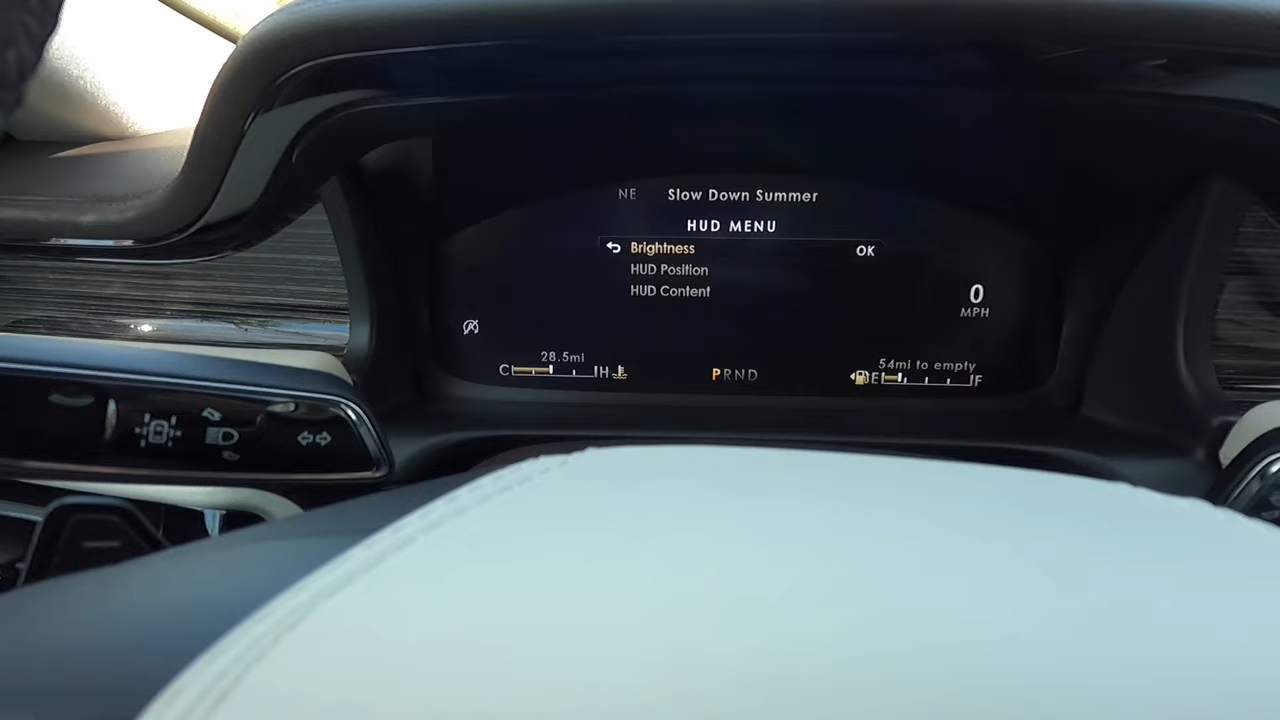 NE Slow Down Summer
HUD MENU
Brightness OK
HUD Position
HUD Content
0
MPH
28.5mi
C H
PRND
54mi to empty
E F